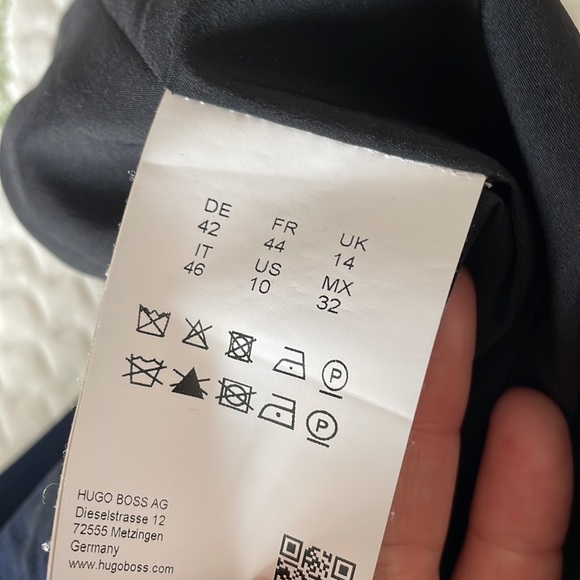 DE FR UK
42 44 14
IT US MX
46 10 32
P
P
HUGO BOSS AG
Dieselstrasse 12
72555 Metzingen
Germany
www.hugoboss.com